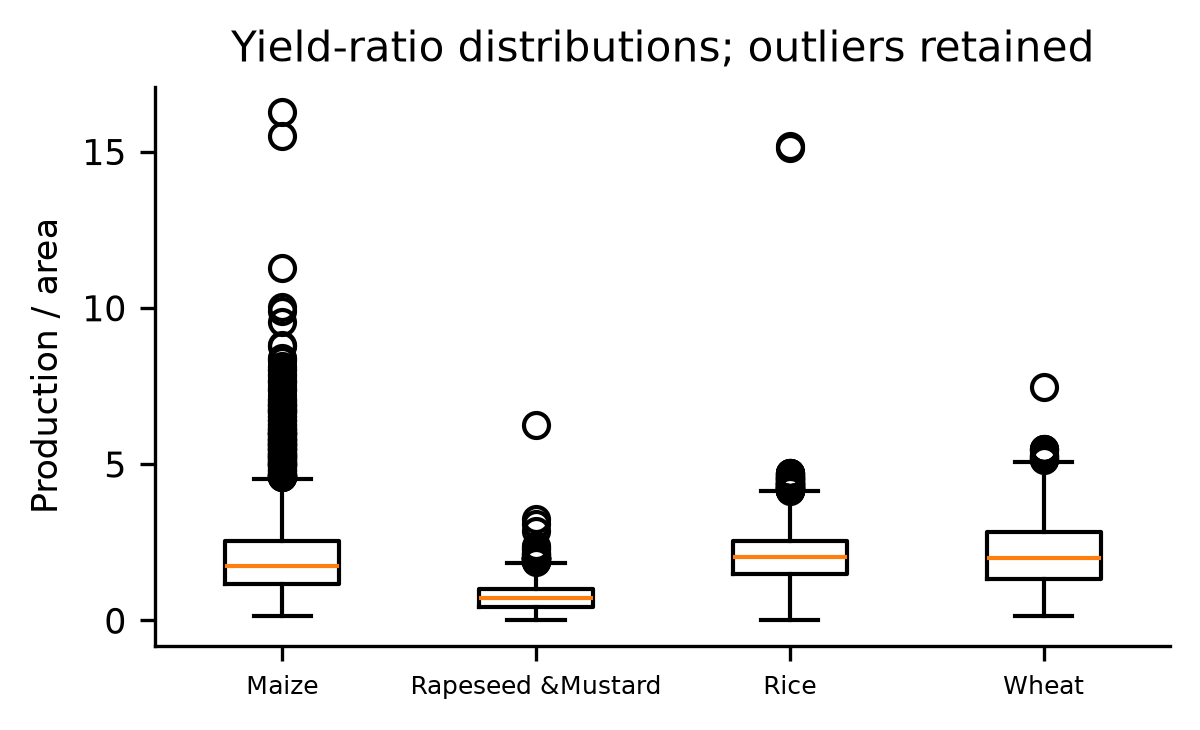 Yield-ratio distributions; outliers retained
Production / area
15
10
5
0
Maize
Rapeseed &Mustard
Rice
Wheat